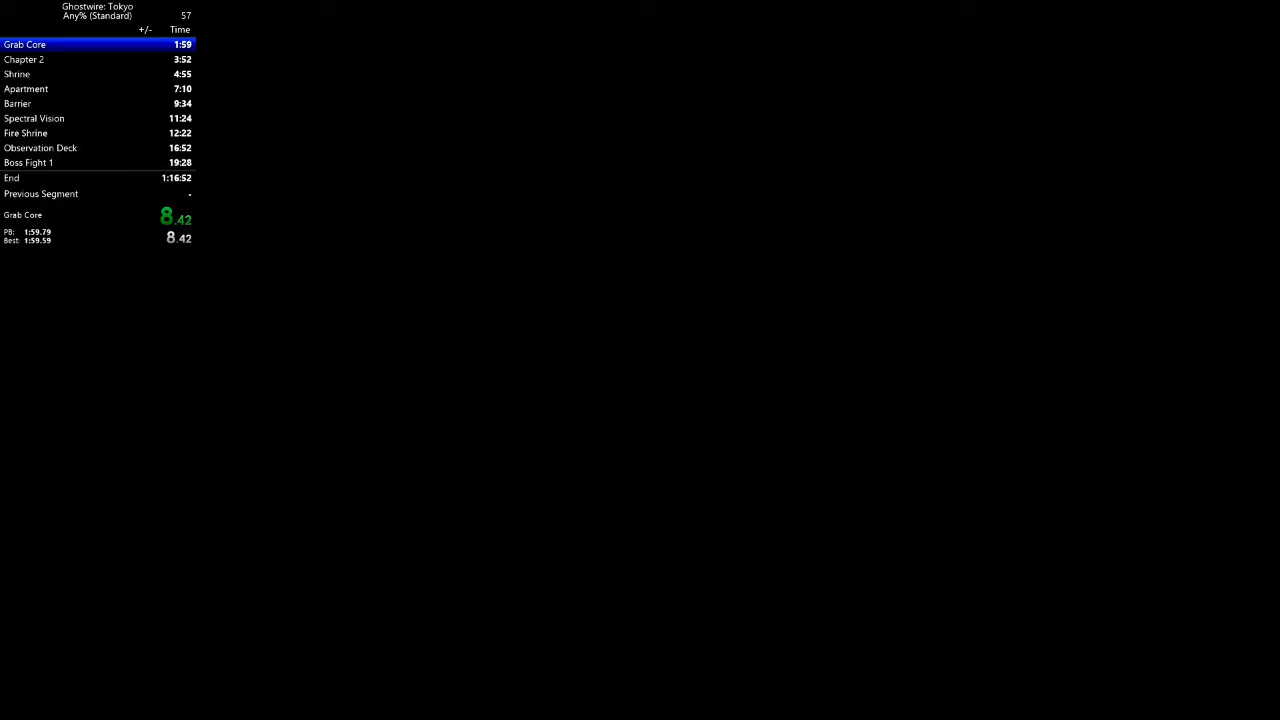 Ghostwire: Tokyo
Any% (Standard) 57
+/- Time
Grab Core 1:59
Chapter 2 3:52
Shrine 4:55
Apartment 7:10
Barrier 9:34
Spectral Vision 11:24
Fire Shrine 12:22
Observation Deck 16:52
Boss Fight 1 19:28
End 1:16:52
Previous Segment -
Grab Core 8.42
PB: 1:59.79
Best: 1:59.59 8.42